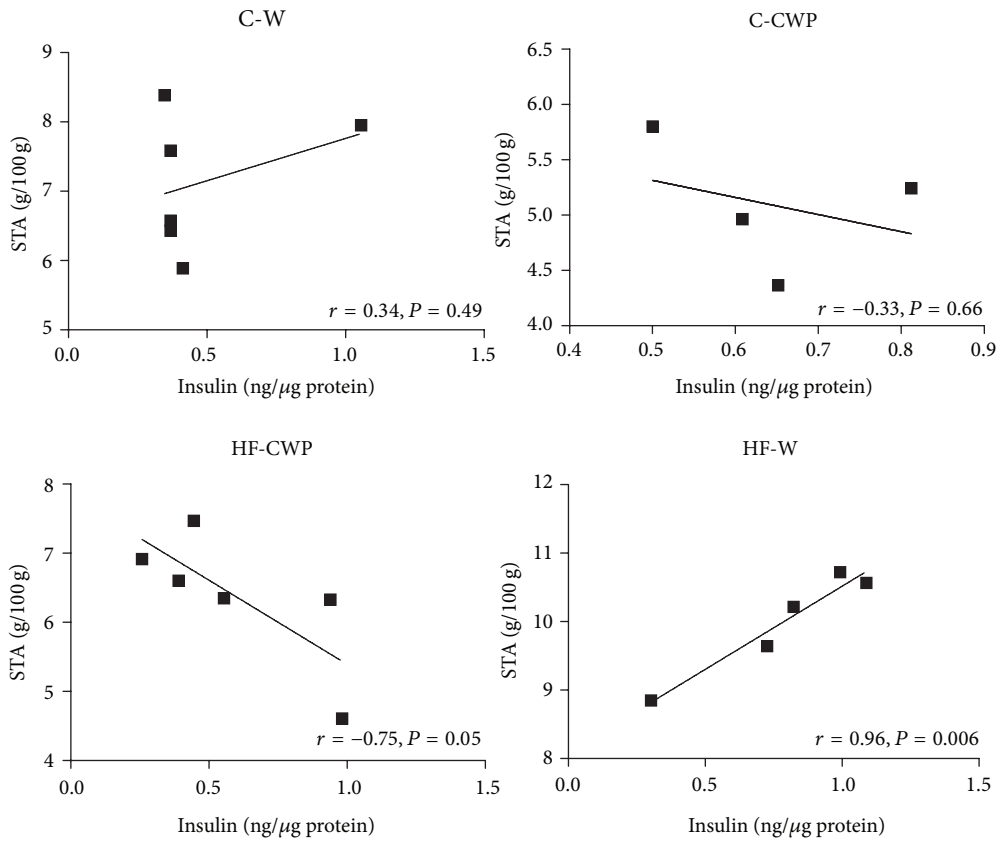 C-W
9
8
7
6
5
STA (g/100 g)
r = 0.34, P = 0.49
0.0 0.5 1.0 1.5
Insulin (ng/μg protein)
C-CWP
6.5
6.0
5.5
5.0
4.5
4.0
STA (g/100 g)
r = −0.33, P = 0.66
0.4 0.5 0.6 0.7 0.8 0.9
Insulin (ng/μg protein)
HF-CWP
8
7
6
5
4
STA (g/100 g)
r = −0.75, P = 0.05
0.0 0.5 1.0 1.5
Insulin (ng/μg protein)
HF-W
12
11
10
9
8
STA (g/100 g)
r = 0.96, P = 0.006
0.0 0.5 1.0 1.5
Insulin (ng/μg protein)